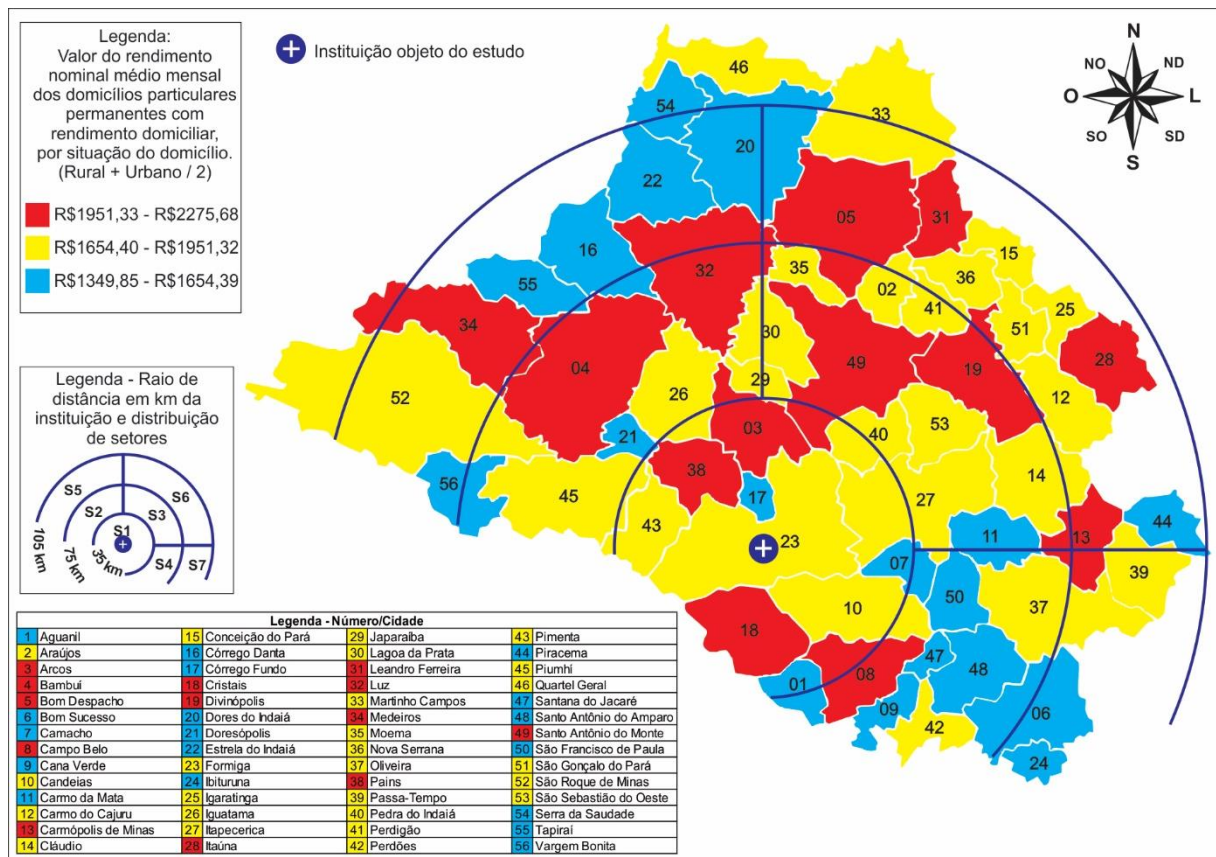 Legenda:
Valor do rendimento
nominal médio mensal
dos domicílios particulares
permanentes com
rendimento domiciliar,
por situação do domicílio.
(Rural + Urbano / 2)
R$1951,33 - R$2275,68
R$1654,40 - R$1951,32
R$1349,85 - R$1654,39
Instituição objeto do estudo
N
NO ND
O L
SO SD
S
46
54
33
20
22
05
31
16
15
32
35
36
55
02
25
34
41
51
30
28
04
49
19
52
29
26
12
03
40
53
21
38
14
56
45
17
27
43
44
23
11
13
07
39
10
50
37
18
47
48
08
01
09
06
42
24
Legenda - Raio de
distância em km da
instituição e distribuição
de setores
S5 S6
S2 S3
S1
S4 S7
105 km
75 km
35 km
Legenda - Número/Cidade
1 Aguanil 15 Conceição do Pará 29 Japaraíba 43 Pimenta
2 Araújos 16 Córrego Danta 30 Lagoa da Prata 44 Piracema
3 Arcos 17 Córrego Fundo 31 Leandro Ferreira 45 Piumhí
4 Bambuí 18 Cristais 32 Luz 46 Quartel Geral
5 Bom Despacho 19 Divinópolis 33 Martinho Campos 47 Santana do Jacaré
6 Bom Sucesso 20 Dores do Indaiá 34 Medeiros 48 Santo Antônio do Amparo
7 Camacho 21 Doresópolis 35 Moema 49 Santo Antônio do Monte
8 Campo Belo 22 Estrela do Indaiá 36 Nova Serrana 50 São Francisco de Paula
9 Cana Verde 23 Formiga 37 Oliveira 51 São Gonçalo do Pará
10 Candeias 24 Ibituruna 38 Pains 52 São Roque de Minas
11 Carmo da Mata 25 Igaratinga 39 Passa-Tempo 53 São Sebastião do Oeste
12 Carmo do Cajuru 26 Iguatama 40 Pedra do Indaiá 54 Serra da Saudade
13 Carmópolis de Minas 27 Itapecerica 41 Perdigão 55 Tapiraí
14 Cláudio 28 Itaúna 42 Perdões 56 Vargem Bonita